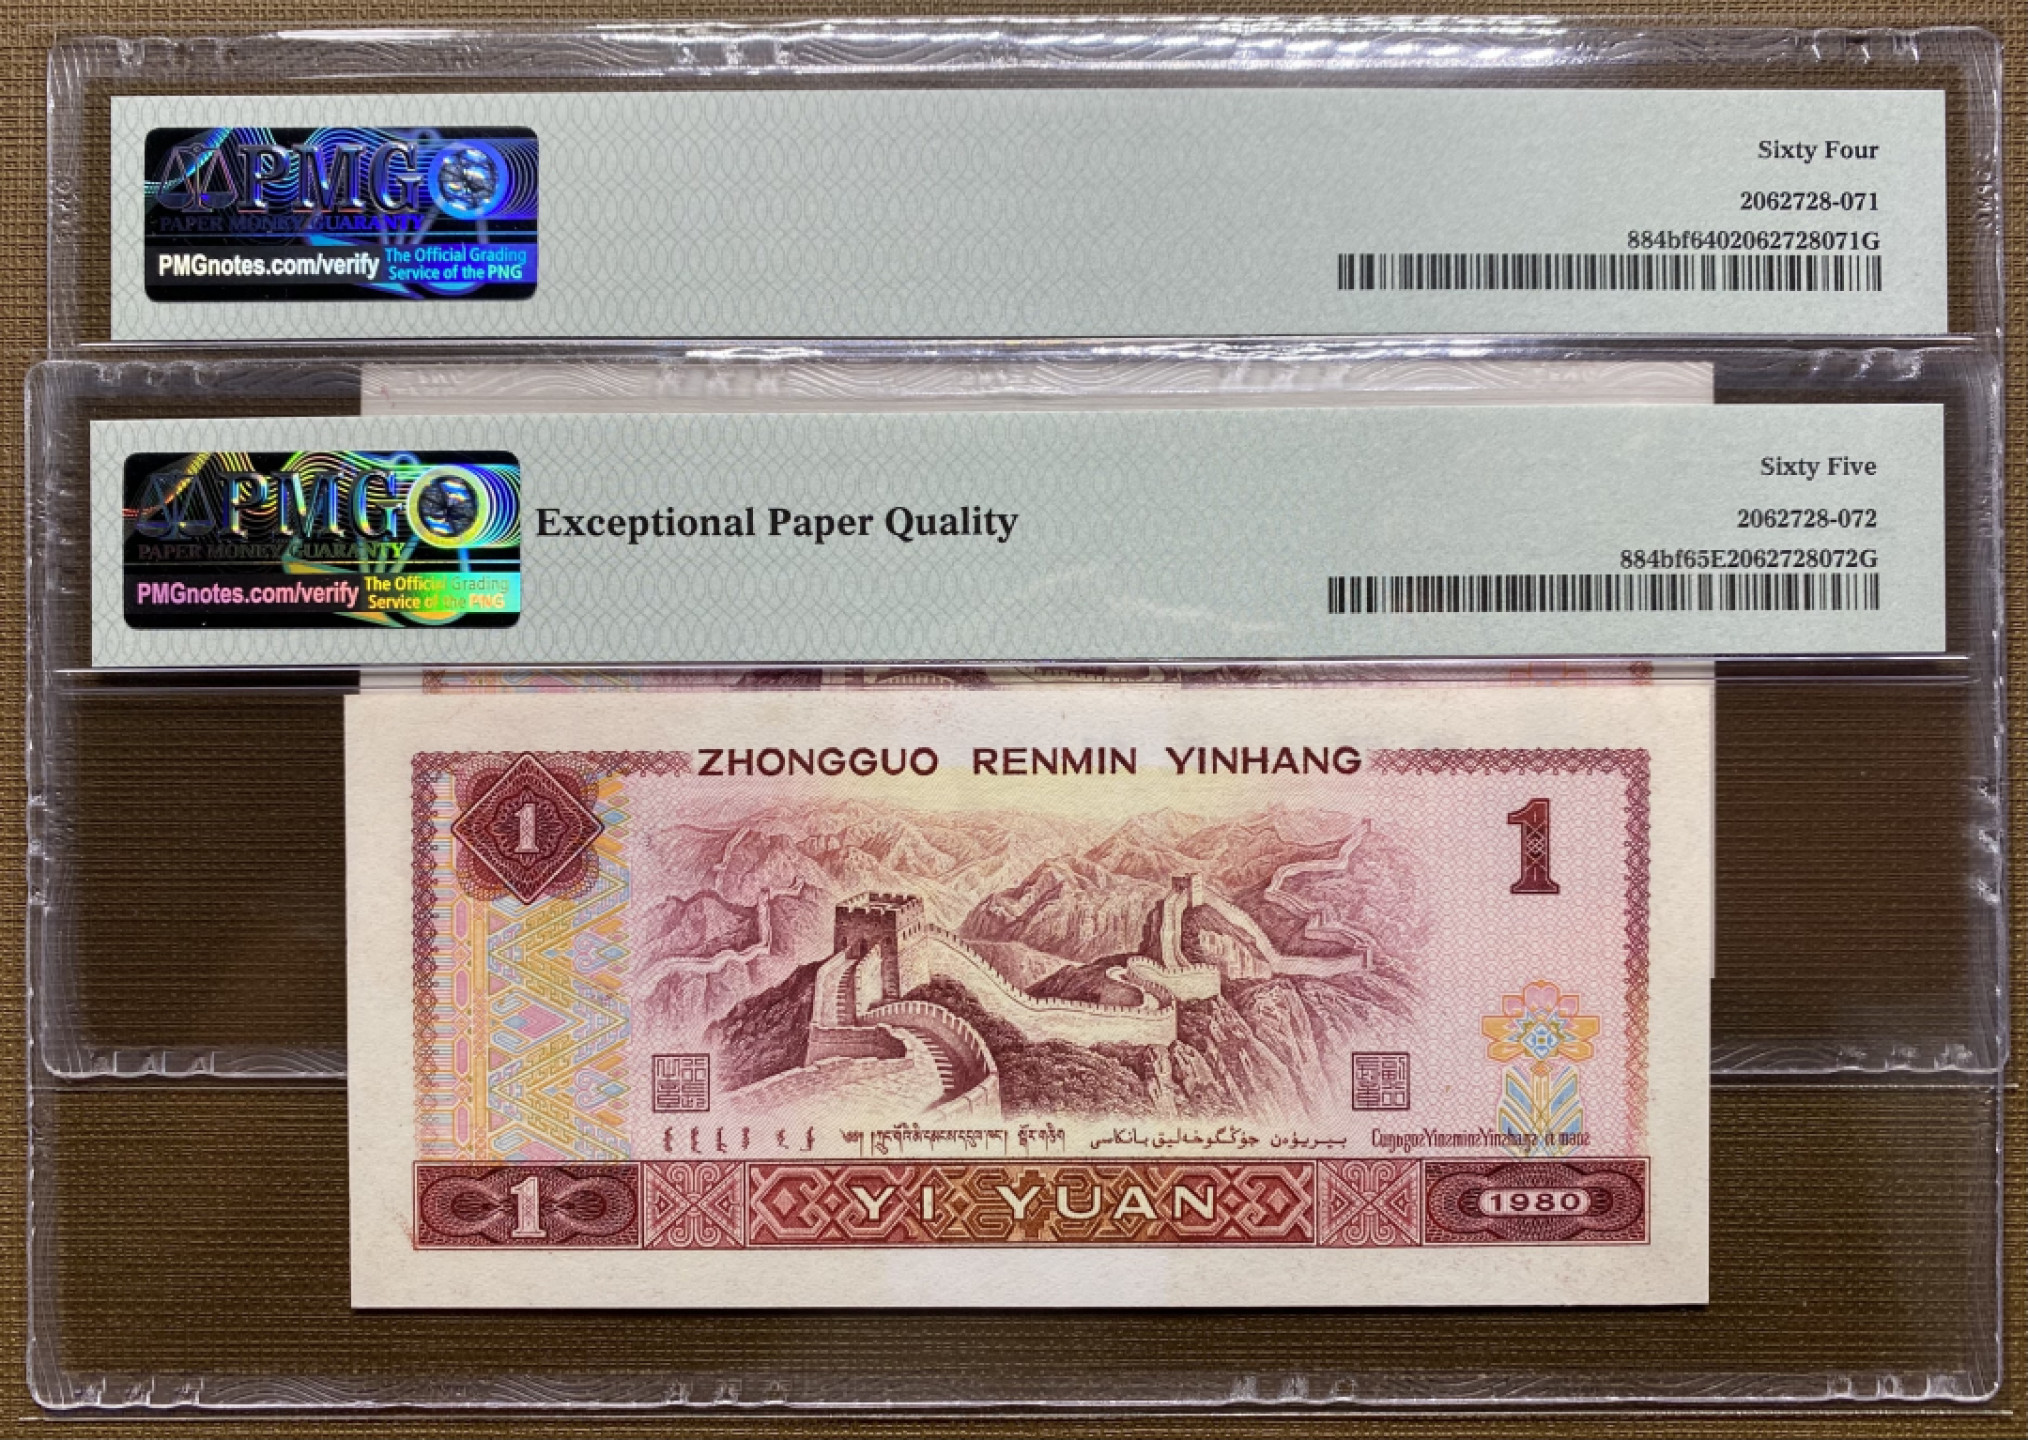 PMG
PAPER MONEY GUARANTY
PMGnotes.com/verify
The Official Grading
Service of the PNG
Sixty Four
2062728-071
884bf6402062728071G
PMG
PAPER MONEY GUARANTY
PMGnotes.com/verify
The Official Grading
Service of the PNG
Exceptional Paper Quality
Sixty Five
2062728-072
884bf65E2062728072G
ZHONGGUO RENMIN YINHANG
1
1
1
YI YUAN
1980